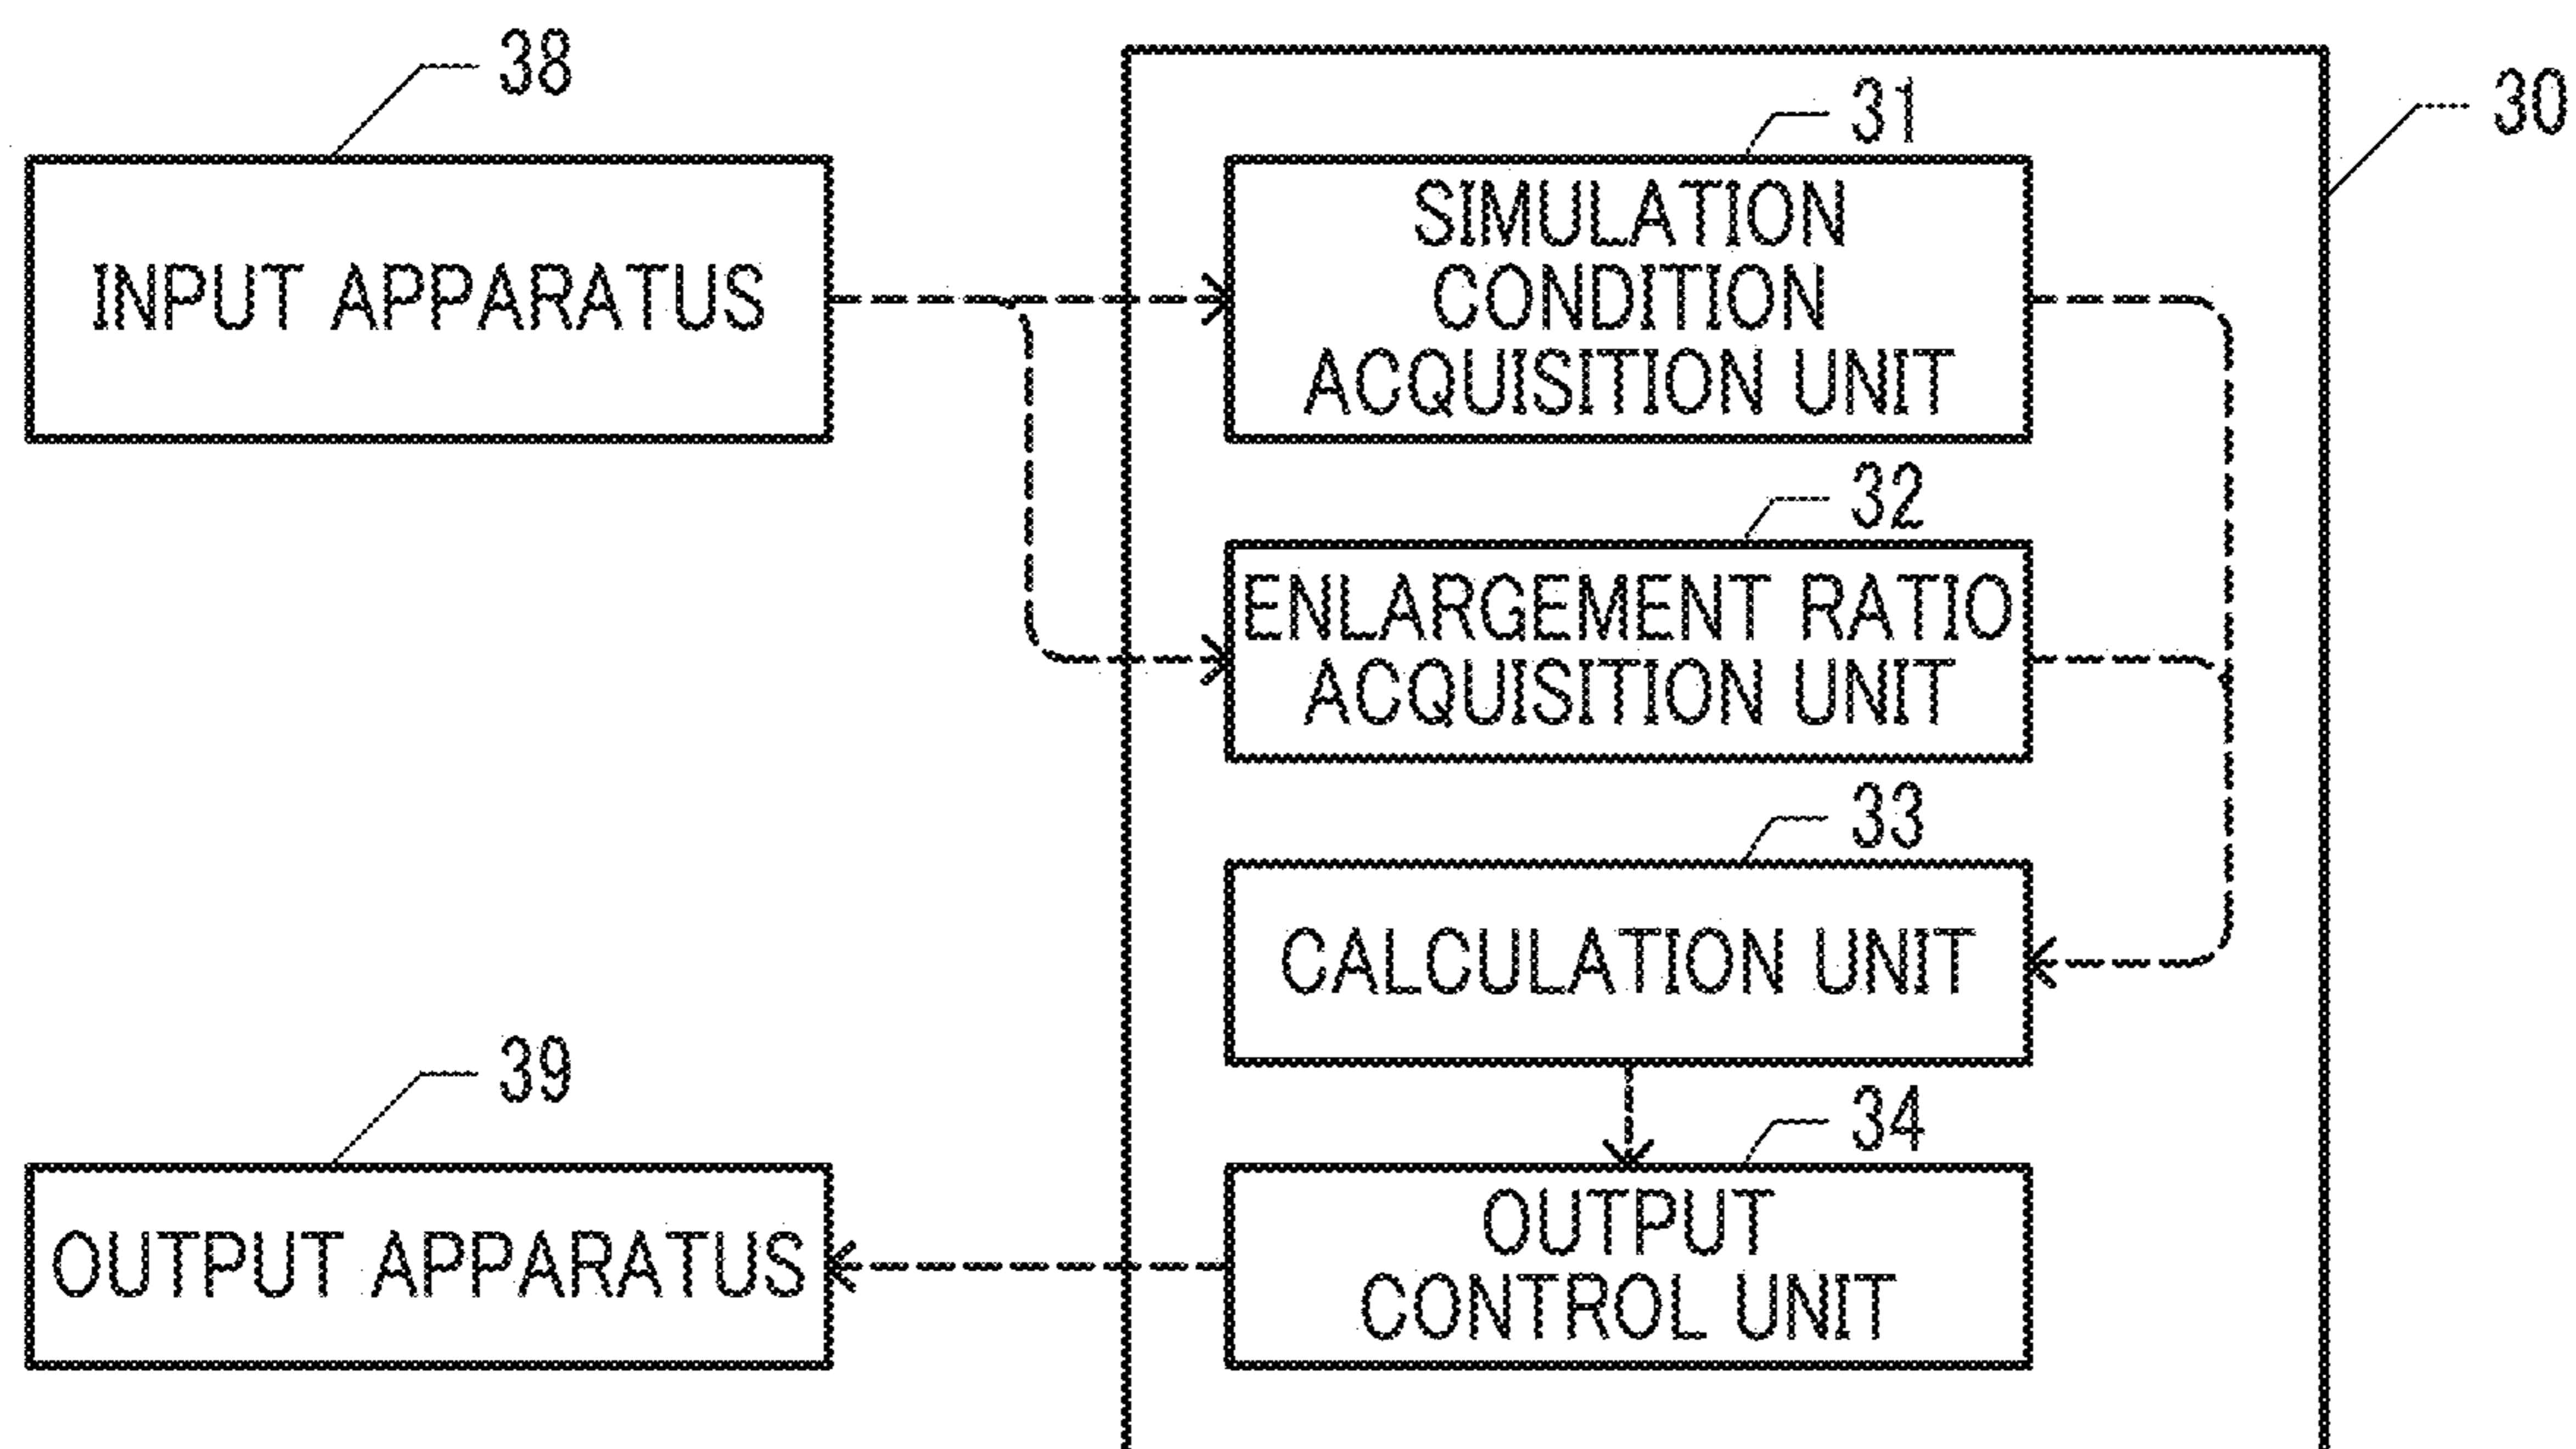 38
INPUT APPARATUS
30
31
SIMULATION
CONDITION
ACQUISITION UNIT
32
ENLARGEMENT RATIO
ACQUISITION UNIT
33
CALCULATION UNIT
34
OUTPUT
CONTROL UNIT
39
OUTPUT APPARATUS